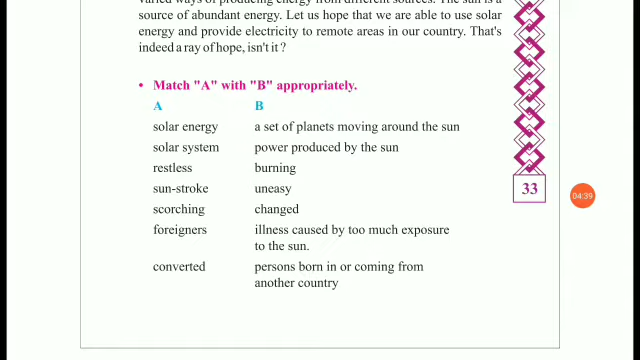 varied ways of producing energy from different sources. The sun is a
source of abundant energy. Let us hope that we are able to use solar
energy and provide electricity to remote areas in our country. That's
indeed a ray of hope, isn't it ?
• Match "A" with "B" appropriately.
A B
solar energy a set of planets moving around the sun
solar system power produced by the sun
restless burning
sun-stroke uneasy
scorching changed
foreigners illness caused by too much exposure
to the sun.
converted persons born in or coming from
another country
33
04:39